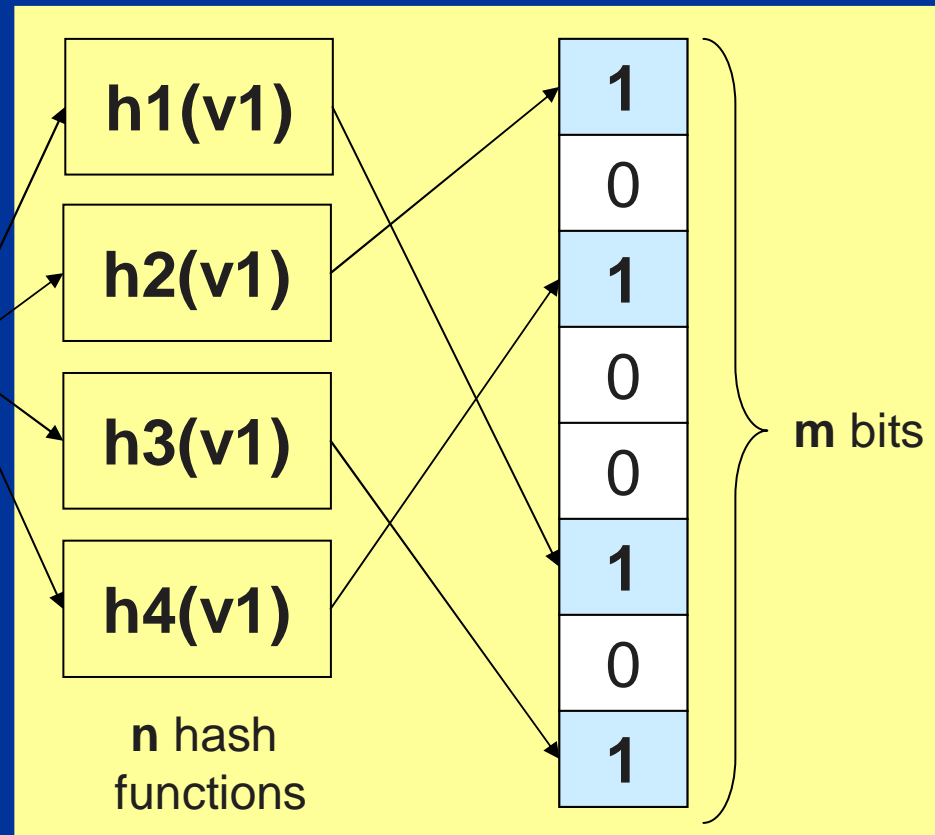 h1(v1)
h2(v1)
h3(v1)
h4(v1)
n hash
functions
1
0
1
0
0
1
0
1
m bits